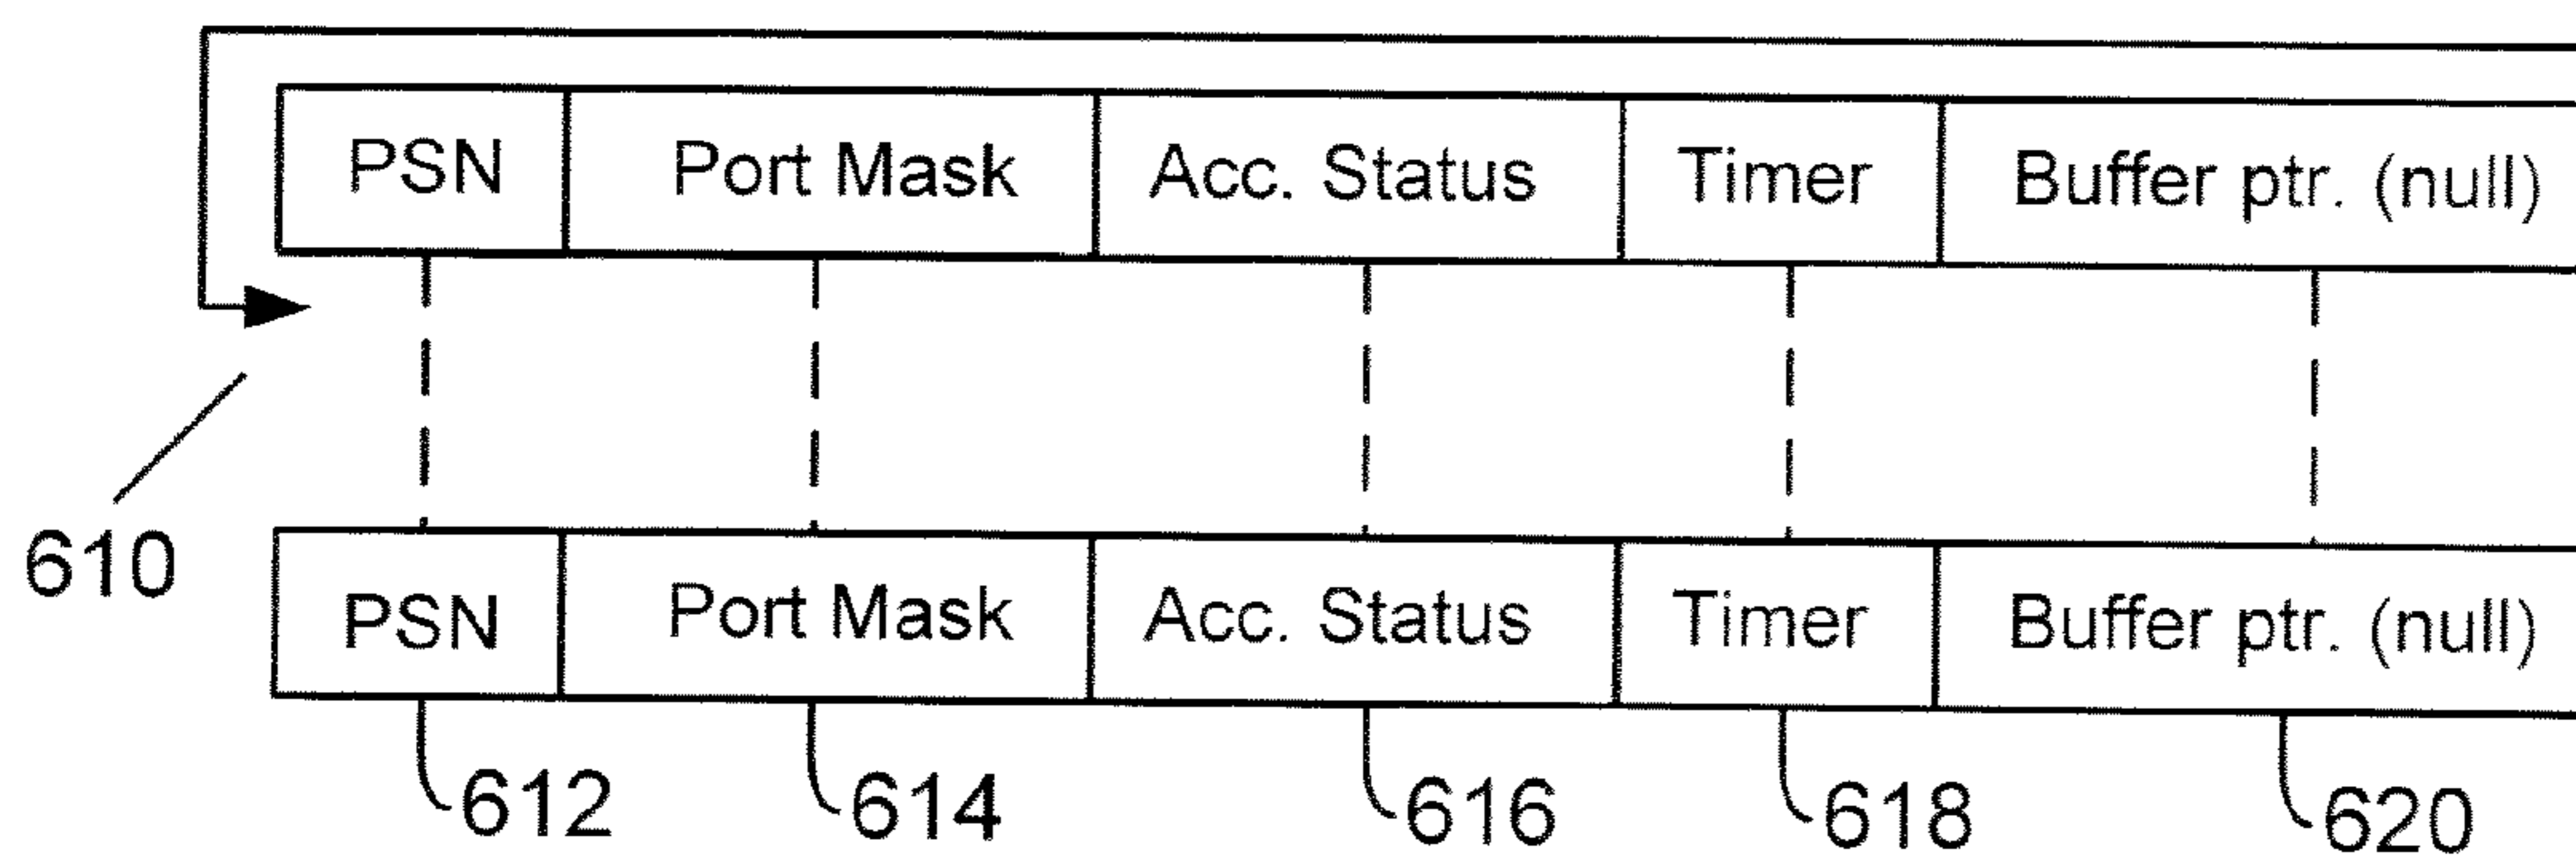 PSN Port Mask Acc. Status Timer Buffer ptr. (null)
610
PSN Port Mask Acc. Status Timer Buffer ptr. (null)
612 614 616 618 620